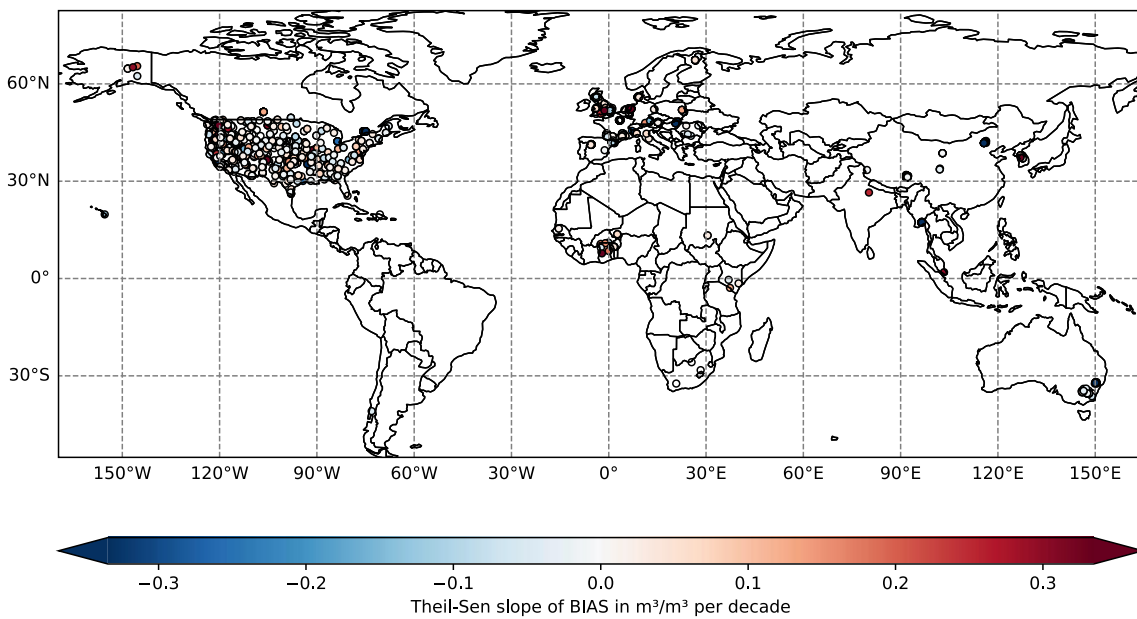 60°N
30°N
0°
30°S
150°W 120°W 90°W 60°W 30°W 0° 30°E 60°E 90°E 120°E 150°E
−0.3 −0.2 −0.1 0.0 0.1 0.2 0.3
Theil-Sen slope of BIAS in m³/m³ per decade